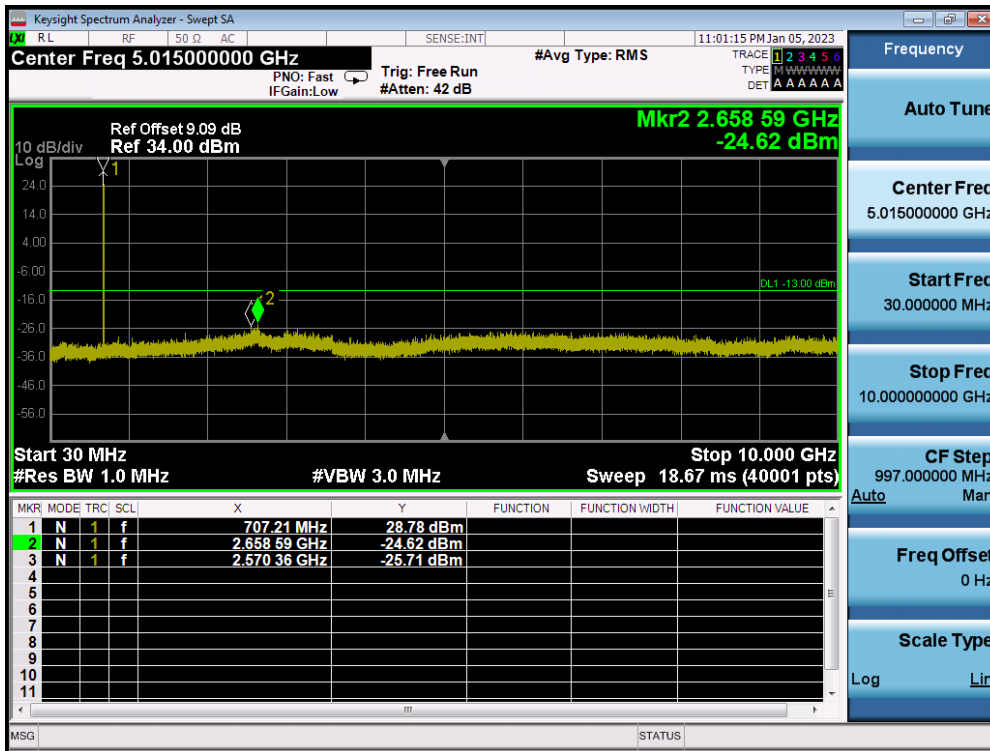 Keysight Spectrum Analyzer - Swept SA
LXI RL RF 50 Ω AC SENSE:INT 11:01:15 PM Jan 05, 2023
Center Freq 5.015000000 GHz
PNO: Fast
IFGain:Low
Trig: Free Run
#Atten: 42 dB
#Avg Type: RMS
TRACE 1 2 3 4 5 6
TYPE M WWWWW
DET A A A A A A
Mkr2 2.658 59 GHz
-24.62 dBm
Ref Offset 9.09 dB
Ref 34.00 dBm
10 dB/div
Log
1
24.0
14.0
4.00
-6.00
DL1 -13.00 dBm
-16.0
2
-26.0
-36.0
-46.0
-56.0
Start 30 MHz Stop 10.000 GHz
#Res BW 1.0 MHz #VBW 3.0 MHz Sweep 18.67 ms (40001 pts)
MKR MODE TRC SCL X Y FUNCTION FUNCTION WIDTH FUNCTION VALUE
1 N 1 f 707.21 MHz 28.78 dBm
2 N 1 f 2.658 59 GHz -24.62 dBm
3 N 1 f 2.570 36 GHz -25.71 dBm
4
5
6
7
8
9
10
11
MSG STATUS
Frequency
Auto Tune
Center Freq
5.015000000 GHz
Start Freq
30.000000 MHz
Stop Freq
10.000000000 GHz
CF Step
997.000000 MHz
Auto Man
Freq Offset
0 Hz
Scale Type
Log Lin